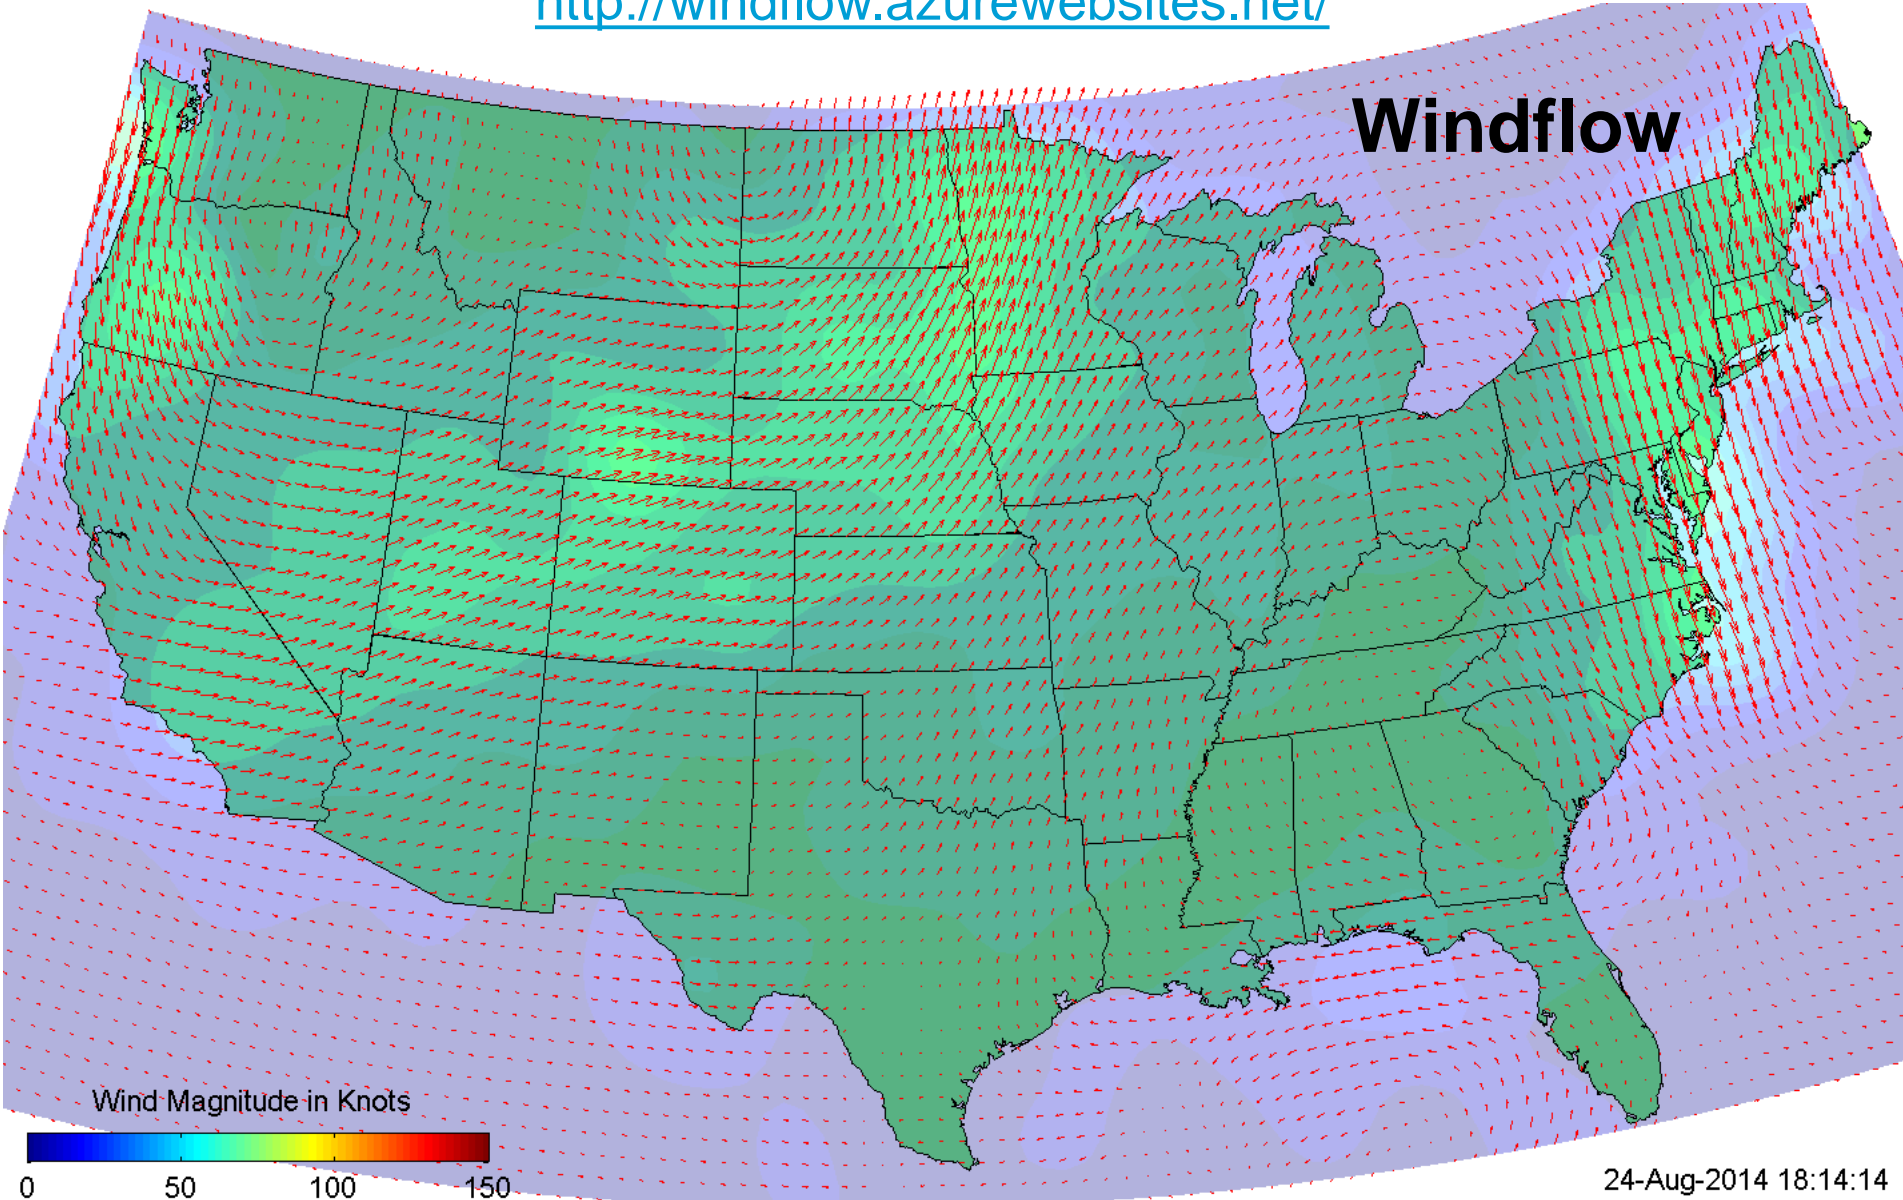 http://windflow.azurewebsites.net/
Windflow
Wind Magnitude in Knots
0 50 100 150
24-Aug-2014 18:14:14